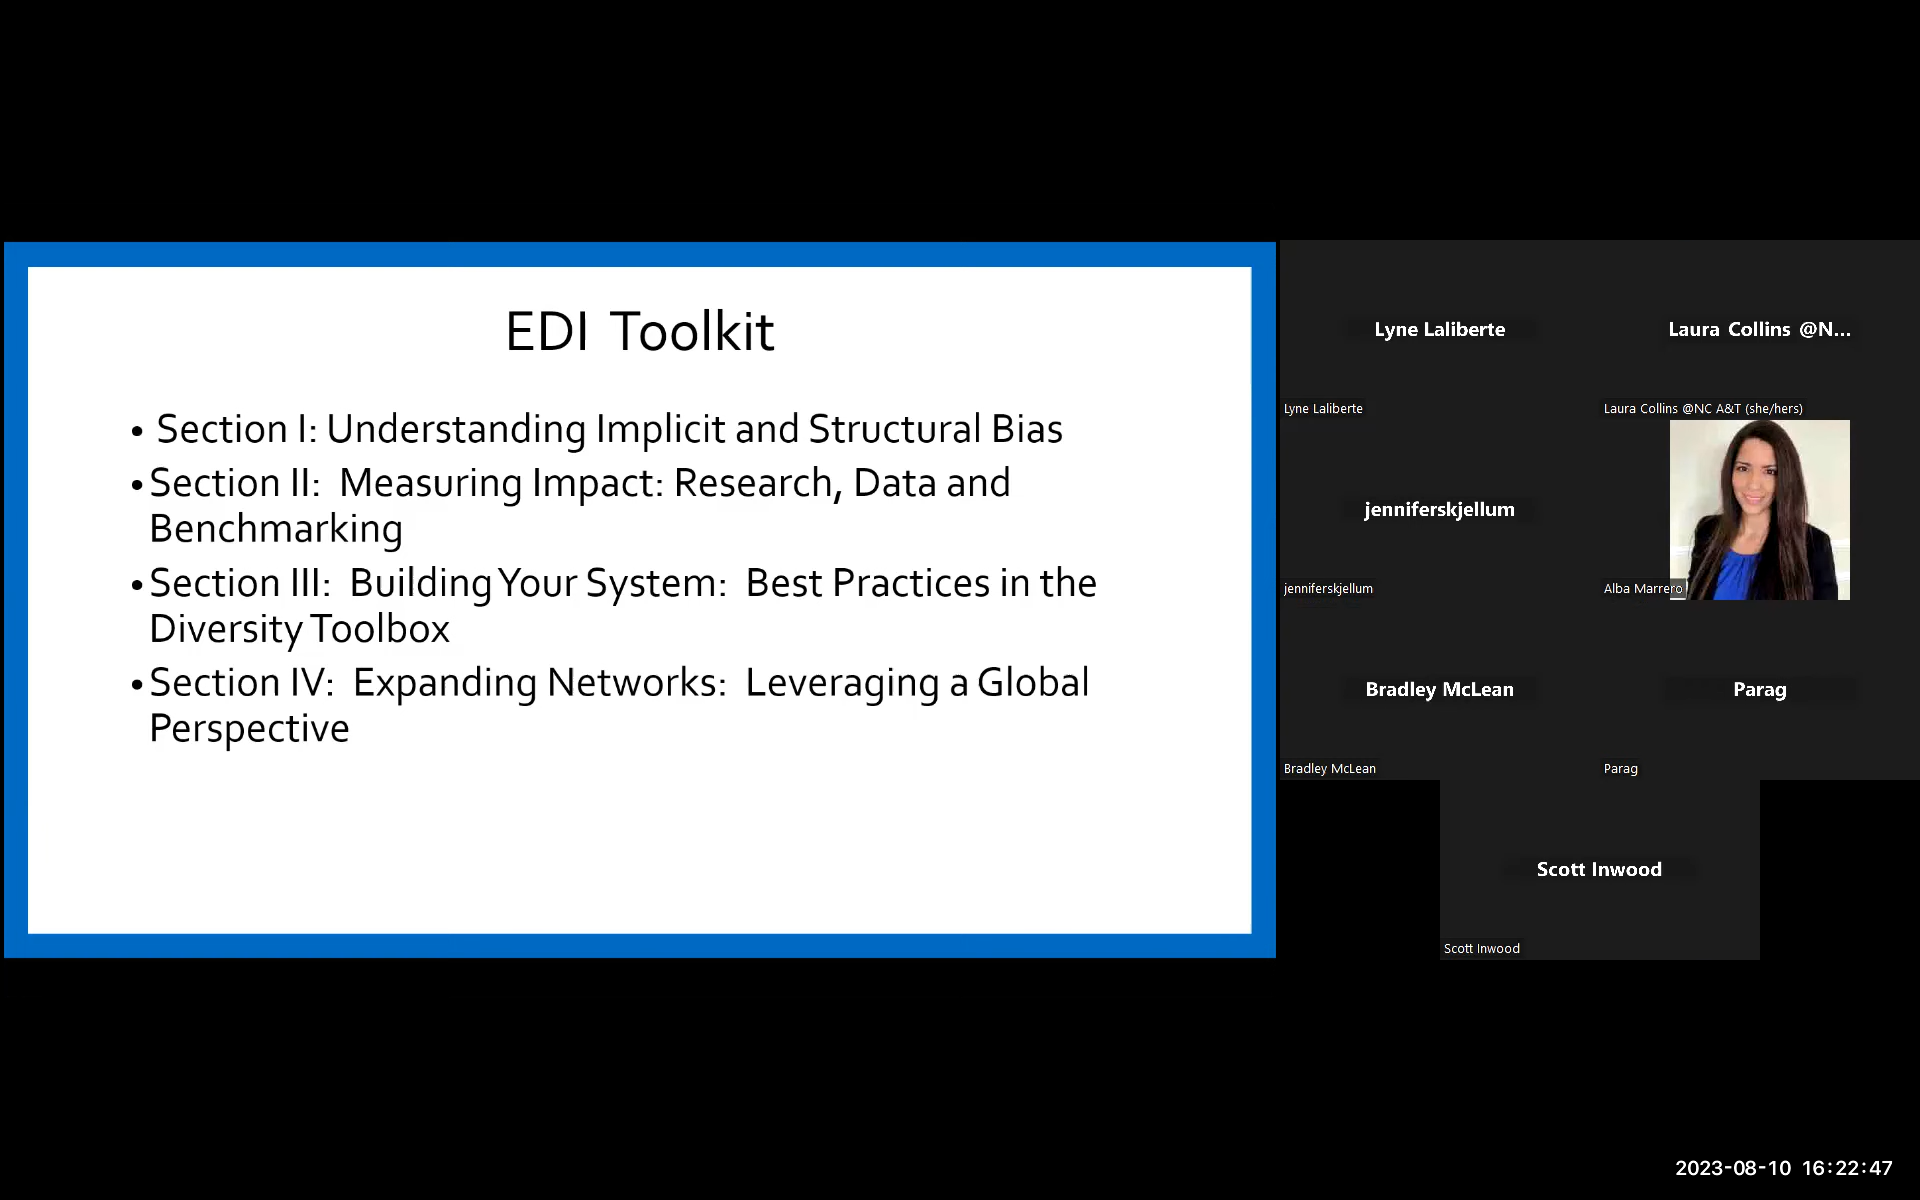 EDI Toolkit
• Section I: Understanding Implicit and Structural Bias
• Section II: Measuring Impact: Research, Data and
Benchmarking
• Section III: Building Your System: Best Practices in the
Diversity Toolbox
• Section IV: Expanding Networks: Leveraging a Global
Perspective
Lyne Laliberte
Laura Collins @N...
Lyne Laliberte
Laura Collins @NC A&T (she/hers)
jenniferskjellum
jenniferskjellum
Alba Marrero
Bradley McLean
Parag
Bradley McLean
Parag
Scott Inwood
Scott Inwood
2023-08-10 16:22:47